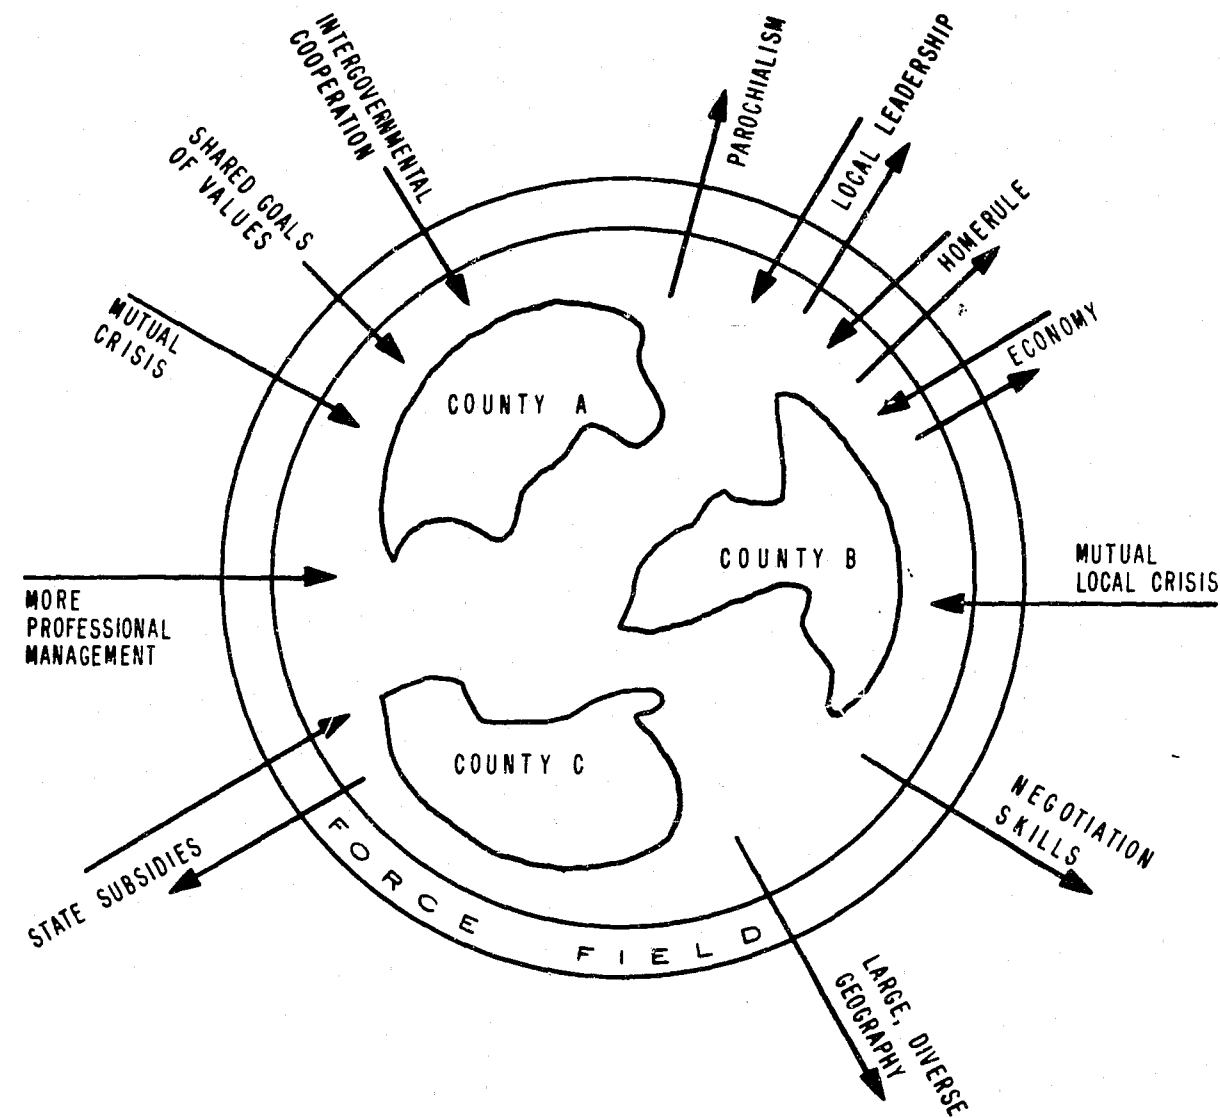 INTERGOVERNMENTAL
COOPERATION
SHARED GOALS
OF VALUES
MUTUAL
CRISIS
MORE
PROFESSIONAL
MANAGEMENT
STATE SUBSIDIES
PAROCHIALISM
LOCAL LEADERSHIP
HOMERULE
ECONOMY
MUTUAL
LOCAL CRISIS
NEGOTIATION
SKILLS
LARGE, DIVERSE
GEOGRAPHY
COUNTY A
COUNTY B
COUNTY C
FORCE FIELD